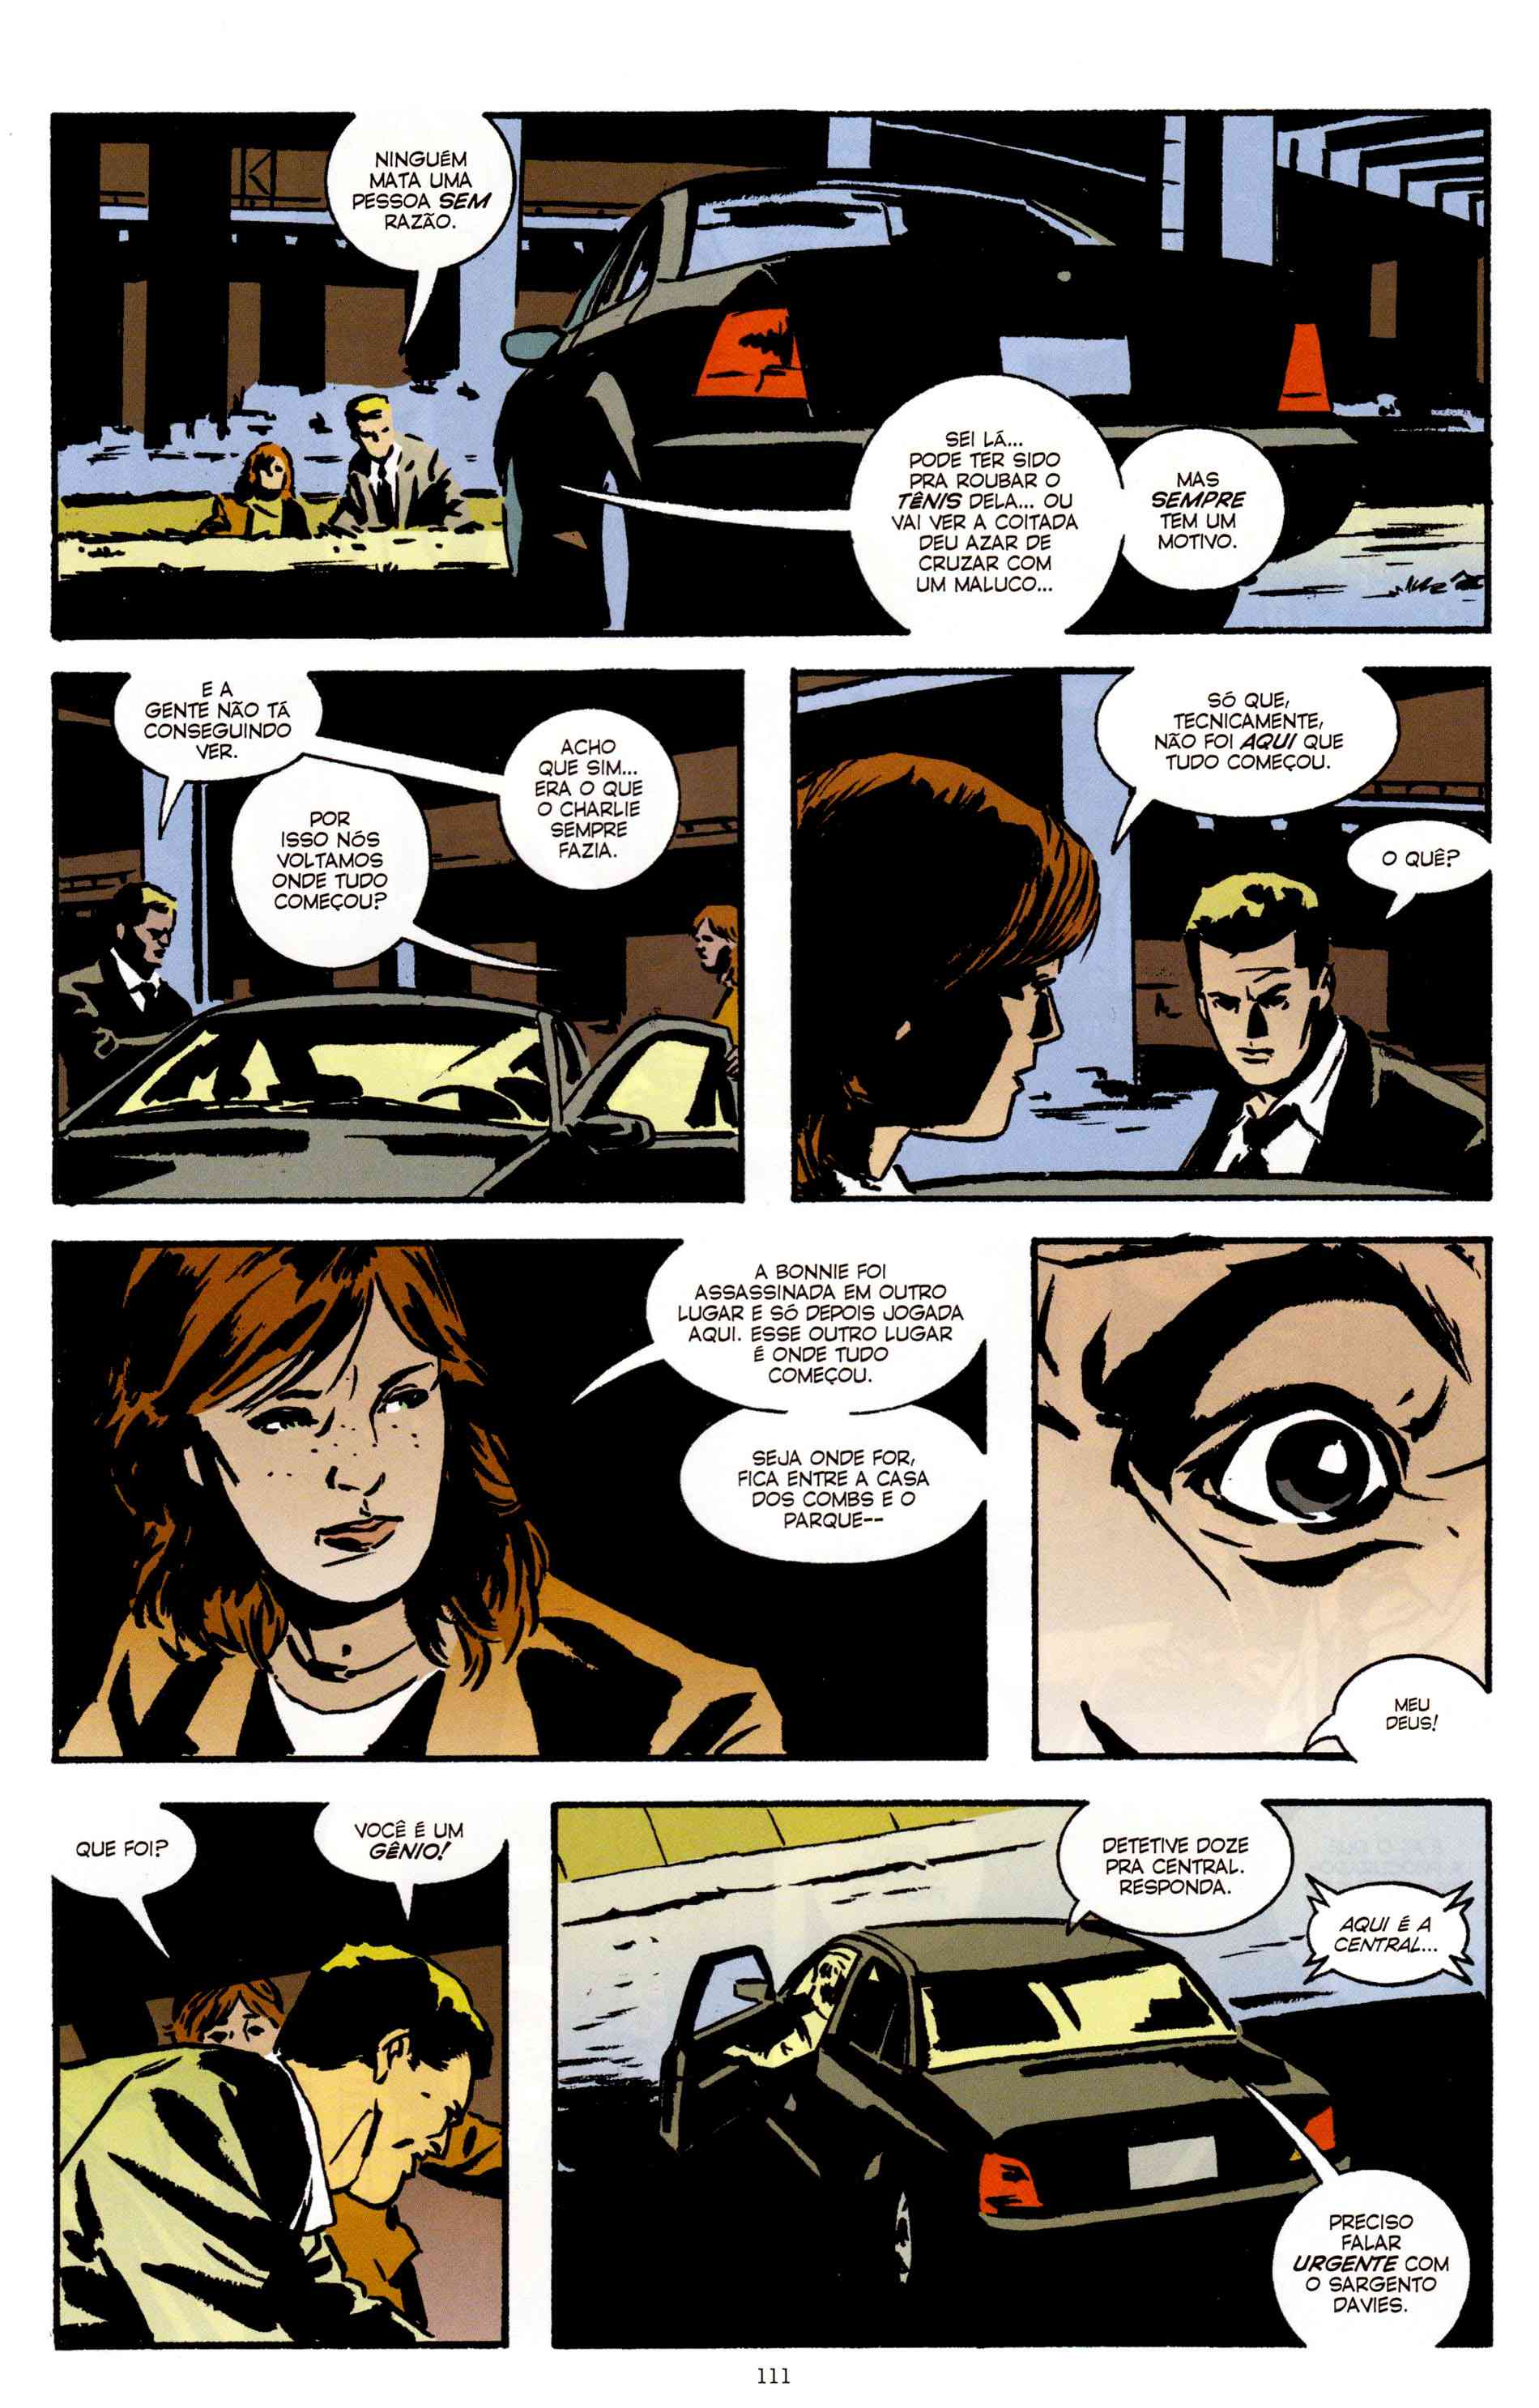 NINGUÉM
MATA UMA
PESSOA SEM
RAZÃO.
SEI LÁ...
PODE TER SIDO
PRA ROUBAR O
TÊNIS DELA... OU
VAI VER A COITADA
DEU AZAR DE
CRUZAR COM
UM MALUCO...
MAS
SEMPRE
TEM UM
MOTIVO.
E A
GENTE NÃO TÁ
CONSEGUINDO
VER.
ACHO
QUE SIM...
ERA O QUE
O CHARLIE
SEMPRE
FAZIA.
POR
ISSO NÓS
VOLTAMOS
ONDE TUDO
COMEÇOU?
SÓ QUE,
TECNICAMENTE,
NÃO FOI AQUI QUE
TUDO COMEÇOU.
O QUÊ?
A BONNIE FOI
ASSASSINADA EM OUTRO
LUGAR E SÓ DEPOIS JOGADA
AQUI. ESSE OUTRO LUGAR
É ONDE TUDO
COMEÇOU.
SEJA ONDE FOR,
FICA ENTRE A CASA
DOS COMBS E O
PARQUE--
MEU
DEUS!
QUE FOI?
VOCÊ É UM
GÊNIO!
DETETIVE DOZE
PRA CENTRAL.
RESPONDA.
AQUI É A
CENTRAL...
PRECISO
FALAR
URGENTE COM
O SARGENTO
DAVIES.
111